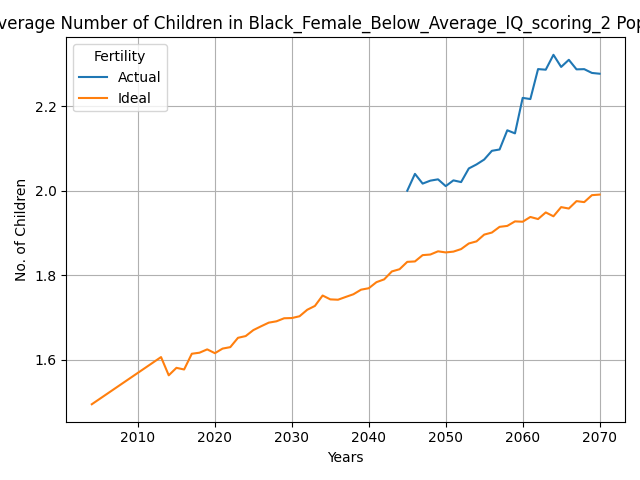 verage Number of Children in Black_Female_Below_Average_IQ_scoring_2 Pop
Fertility
Actual
Ideal
2.2
2.0
1.8
1.6
No. of Children
2010 2020 2030 2040 2050 2060 2070
Years